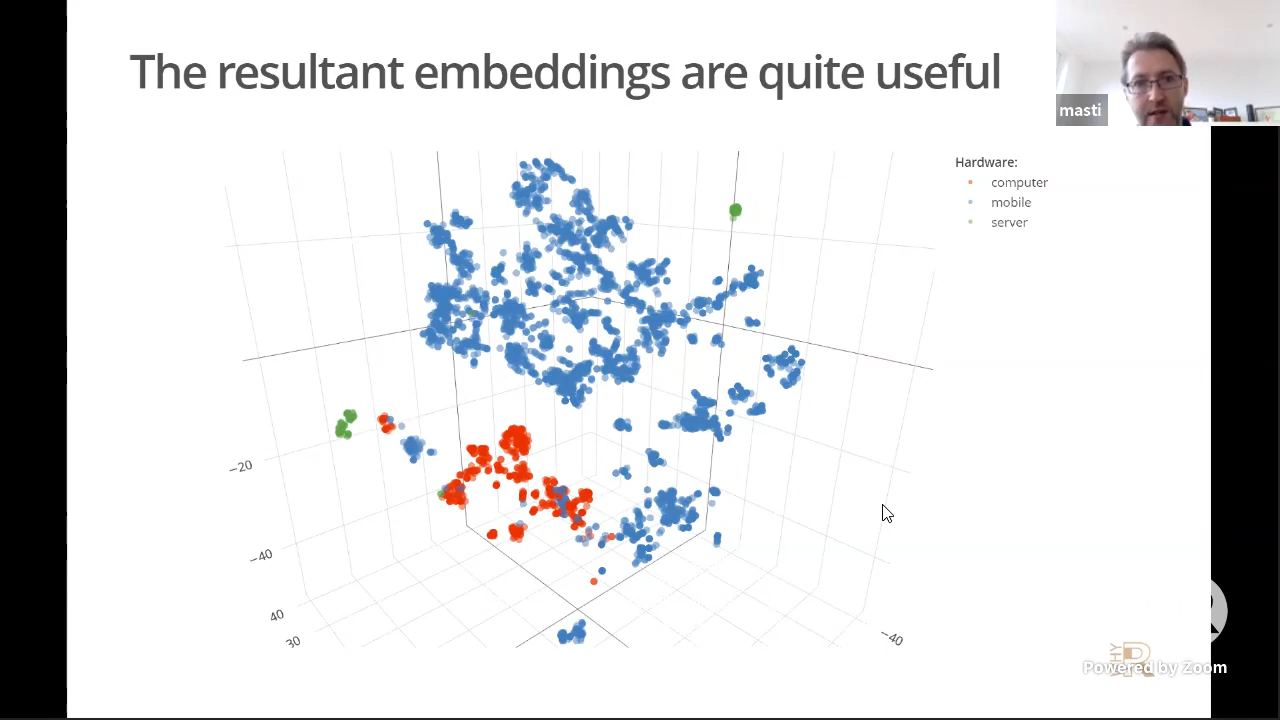 The resultant embeddings are quite useful
masti
Hardware:
computer
mobile
server
−20
−40
40
30
−40
WHY R
Powered by Zoom